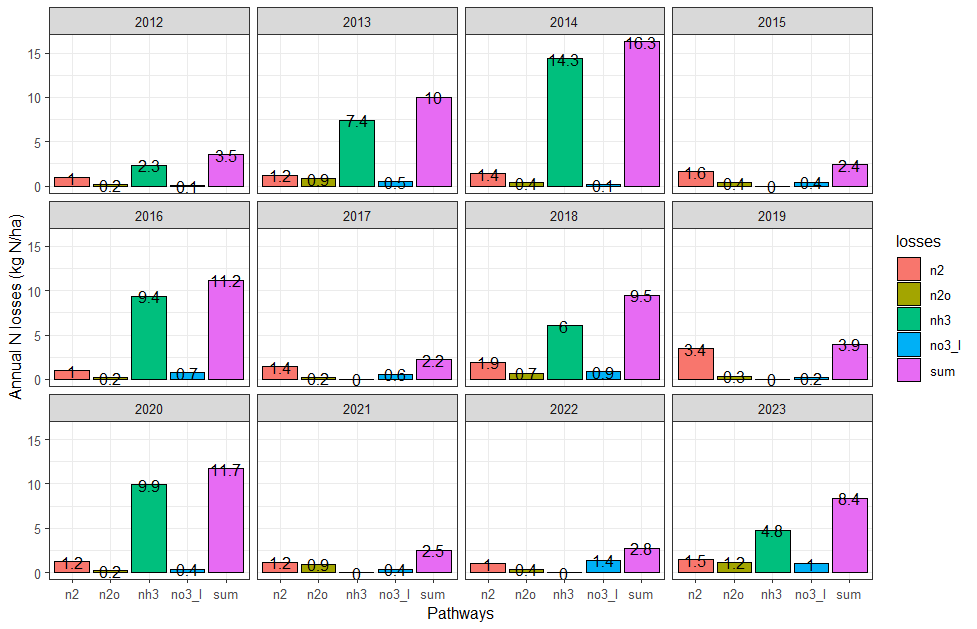 2012 2013 2014 2015
15
10
5
0
1 0.2 2.3 0.1 3.5
1.2 0.9 7.4 0.5 10
1.4 0.4 14.3 0.1 16.3
1.6 0.4 0 0.4 2.4
2016 2017 2018 2019
15
10
5
0
1 0.2 9.4 0.7 11.2
1.4 0.2 0 0.6 2.2
1.9 0.7 6 0.9 9.5
3.4 0.3 0 0.2 3.9
2020 2021 2022 2023
15
10
5
0
1.2 0.2 9.9 0.4 11.7
1.2 0.9 0 0.4 2.5
1 0.4 0 1.4 2.8
1.5 1.2 4.8 1 8.4
n2 n2o nh3 no3_l sum n2 n2o nh3 no3_l sum n2 n2o nh3 no3_l sum n2 n2o nh3 no3_l sum
Pathways
Annual N losses (kg N/ha)
losses
n2
n2o
nh3
no3_l
sum